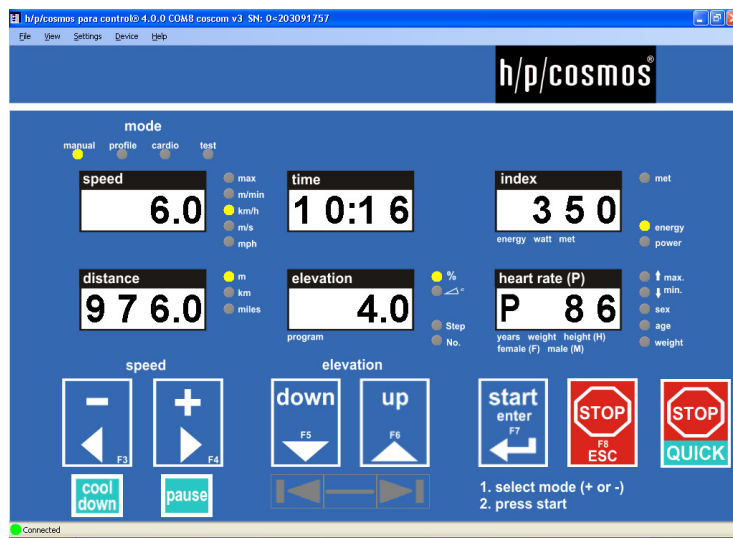 h/p/cosmos para control® 4.0.0 COM8 coscom v3 SN: 0<203091757
File View Settings Device Help
h/p/cosmos®
mode
manual profile cardio test
speed
6.0
max
m/min
km/h
m/s
mph
time
10:16
index
350
energy watt met
met
energy
power
distance
976.0
m
km
miles
elevation
4.0
program
%
Step
No.
heart rate (P)
P 86
years weight height (H)
female (F) male (M)
max.
min.
sex
age
weight
speed
-
F3
+
F4
elevation
down
F5
up
F6
start
enter
F7
STOP
F8
ESC
STOP
QUICK
cool
down
pause
1. select mode (+ or -)
2. press start
Connected